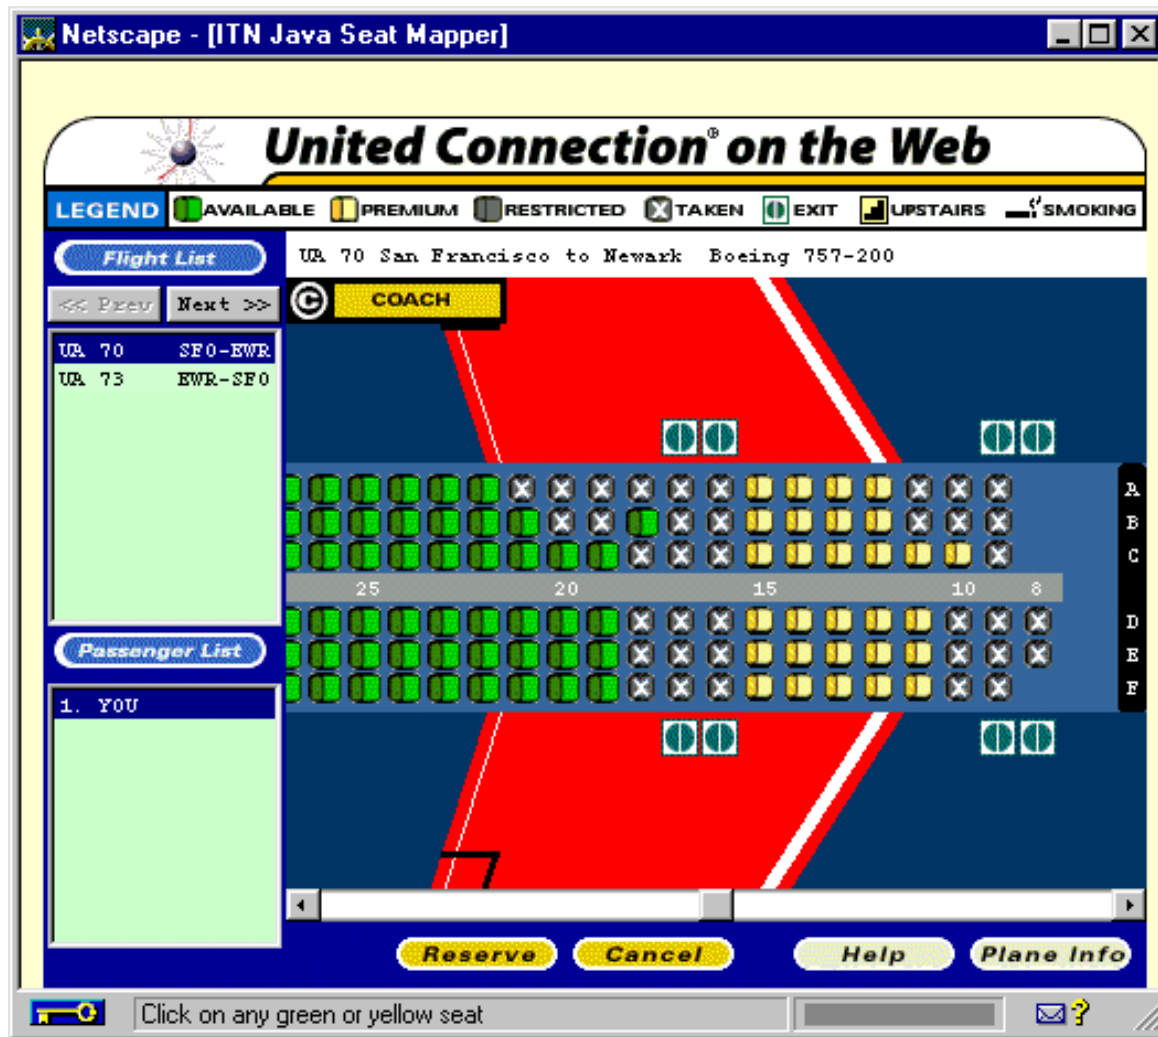 Netscape - [ITN Java Seat Mapper]
United Connection® on the Web
LEGEND AVAILABLE PREMIUM RESTRICTED TAKEN EXIT UPSTAIRS SMOKING
Flight List
UA 70 San Francisco to Newark Boeing 757-200
<< Prev Next >>
© COACH
UA 70 SFO-EWR
UA 73 EWR-SFO
A
B
C
25 20 15 10 8
D
E
F
Passenger List
1. YOU
Reserve Cancel Help Plane Info
Click on any green or yellow seat